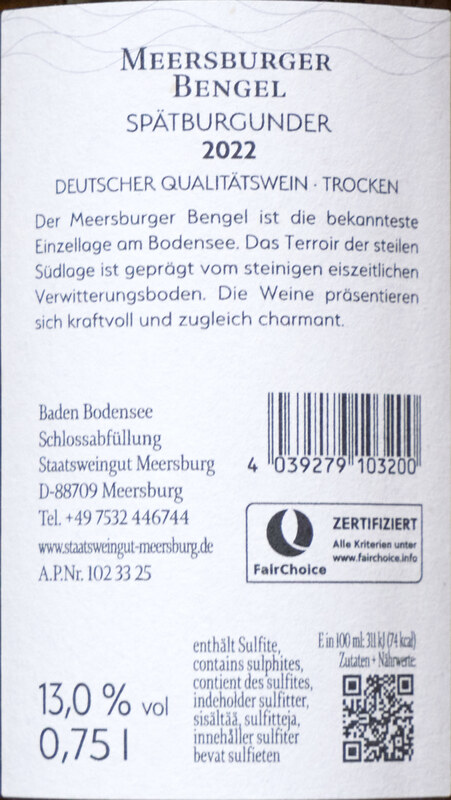 MEERSBURGER
BENGEL
SPÄTBURGUNDER
2022
DEUTSCHER QUALITÄTSWEIN · TROCKEN
Der Meersburger Bengel ist die bekannteste
Einzellage am Bodensee. Das Terroir der steilen
Südlage ist geprägt vom steinigen eiszeitlichen
Verwitterungsboden. Die Weine präsentieren
sich kraftvoll und zugleich charmant.
Baden Bodensee
Schlossabfüllung
Staatsweingut Meersburg
D-88709 Meersburg
Tel. +49 7532 446744
www.staatsweingut-meersburg.de
A.P.Nr. 102 33 25
4 039279 103200
ZERTIFIZIERT
Alle Kriterien unter
www.fairchoice.info
FairChoice
13,0 % vol
0,75 l
enthält Sulfite,
contains sulphites,
contient des sulfites,
indeholder sulfitter,
sisältää, sulfitteja,
innehåller sulfiter
bevat sulfieten
E in 100 ml: 311 kJ (74 kcal)
Zutaten + Nährwerte: